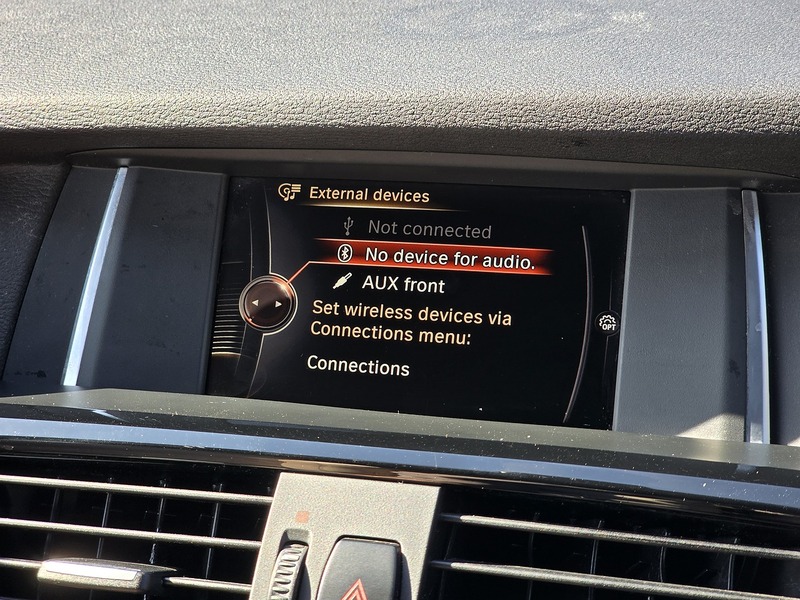 External devices
Not connected
No device for audio.
AUX front
Set wireless devices via
Connections menu:
Connections
OPT